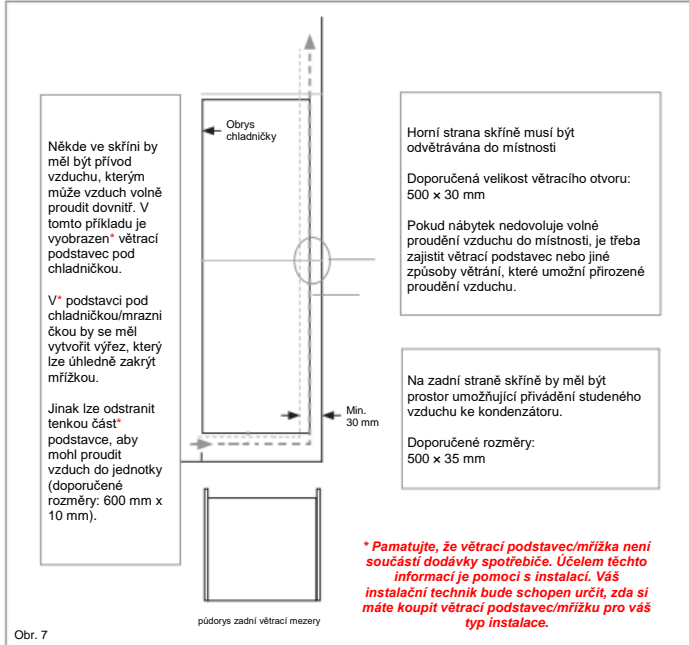 Někde ve skříni by
měl být přívod
vzduchu, kterým
může vzduch volně
proudit dovnitř. V
tomto příkladu je
vyobrazen* větrací
podstavec pod
chladničkou.
V* podstavci pod
chladničkou/mrazni
čkou by se měl
vytvořit výřez, který
lze úhledně zakrýt
mřížkou.
Jinak lze odstranit
tenkou část*
podstavce, aby
mohl proudit
vzduch do jednotky
(doporučené
rozměry: 600 mm x
10 mm).
Obrys
chladničky
Min.
30 mm
půdorys zadní větrací mezery
Horní strana skříně musí být
odvětrávána do místnosti
Doporučená velikost větracího otvoru:
500 × 30 mm
Pokud nábytek nedovoluje volné
proudění vzduchu do místnosti, je třeba
zajistit větrací podstavec nebo jiné
způsoby větrání, které umožní přirozené
proudění vzduchu.
Na zadní straně skříně by měl být
prostor umožňující přivádění studeného
vzduchu ke kondenzátoru.
Doporučené rozměry:
500 × 35 mm
* Pamatujte, že větrací podstavec/mřížka není
součástí dodávky spotřebiče. Účelem těchto
informací je pomoci s instalací. Váš
instalační technik bude schopen určit, zda si
máte koupit větrací podstavec/mřížku pro váš
typ instalace.
Obr. 7